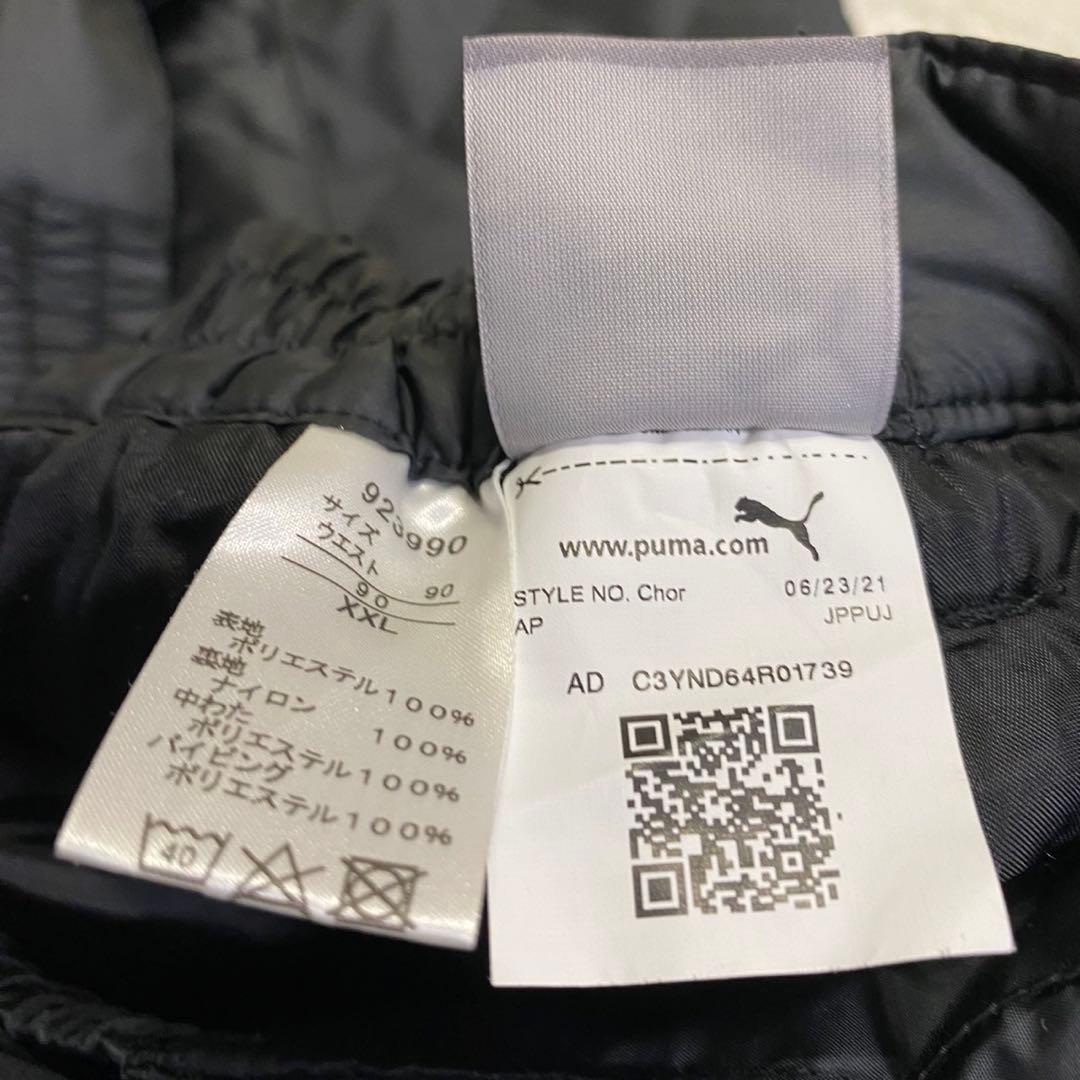 923990
サイズ
ウエスト
90 90
XXL
表地
ポリエステル100%
裏地
ナイロン 100%
中わた
ポリエステル100%
パイピング
ポリエステル100%
40
www.puma.com
STYLE NO. Chor 06/23/21
AP JPPUJ
AD C3YND64R01739